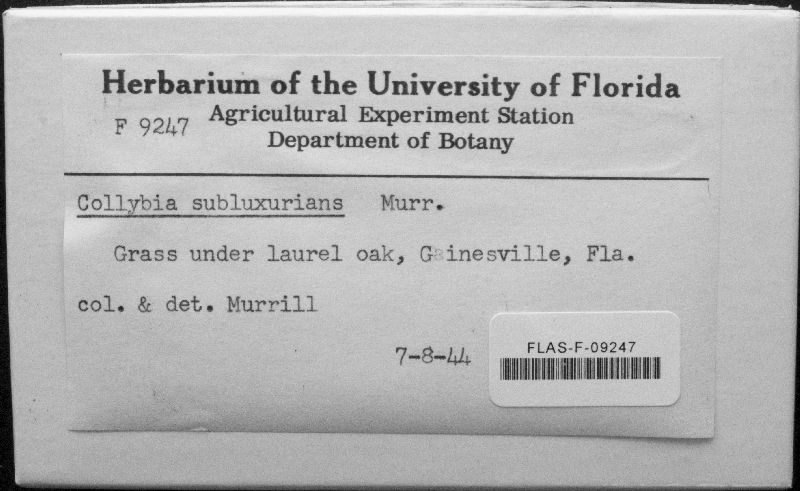 Herbarium of the University of Florida
Agricultural Experiment Station
F 9247
Department of Botany
Collybia subluxurians Murr.
Grass under laurel oak, Gainesville, Fla.
col. & det. Murrill
7-8-44
FLAS-F-09247